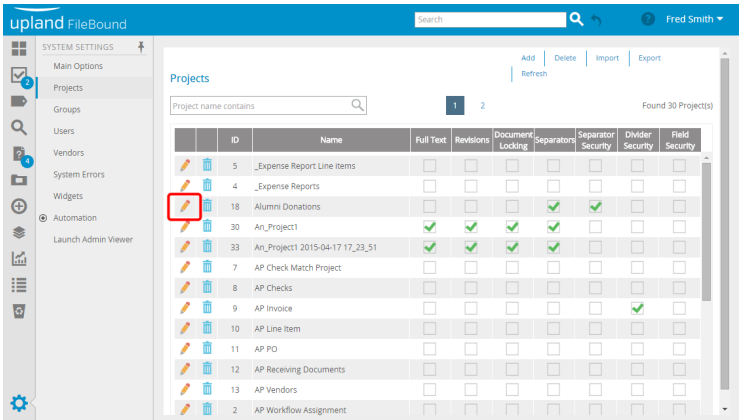 upland FileBound
Search
? Fred Smith
SYSTEM SETTINGS
Main Options
Projects
Groups
Users
Vendors
System Errors
Widgets
Automation
Launch Admin Viewer
2
4
Add Delete Import Export
Refresh
Projects
Project name contains
1 2
Found 30 Project(s)
ID Name Full Text Revisions Document Locking Separators Separator Security Divider Security Field Security
5 _Expense Report Line items
4 _Expense Reports
18 Alumni Donations
30 An_Project1
33 An_Project1 2015-04-17 17_23_51
7 AP Check Match Project
8 AP Checks
9 AP Invoice
10 AP Line Item
11 AP PO
12 AP Receiving Documents
13 AP Vendors
2 AP Workflow Assignment